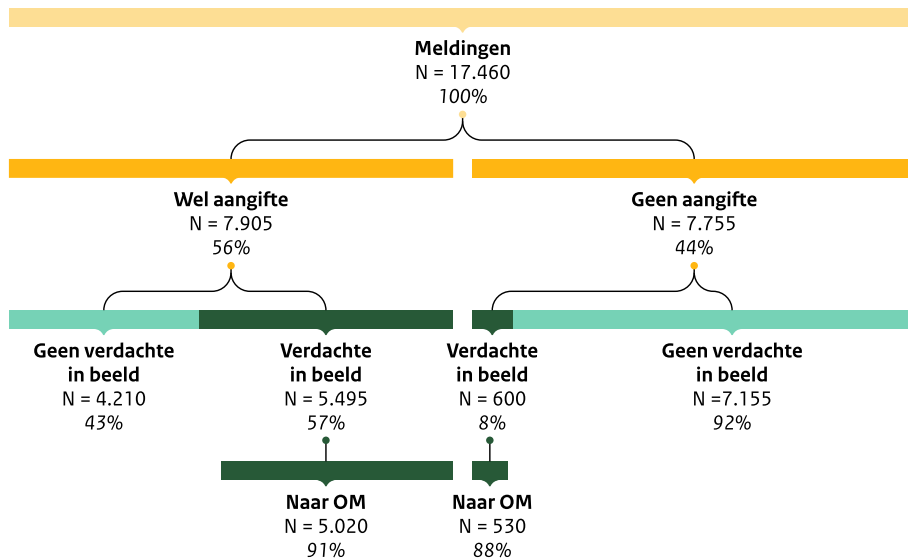 Meldingen
N = 17.460
100%
Wel aangifte
N = 7.905
56%
Geen aangifte
N = 7.755
44%
Geen verdachte
in beeld
N = 4.210
43%
Verdachte
in beeld
N = 5.495
57%
Verdachte
in beeld
N = 600
8%
Geen verdachte
in beeld
N =7.155
92%
Naar OM
N = 5.020
91%
Naar OM
N = 530
88%